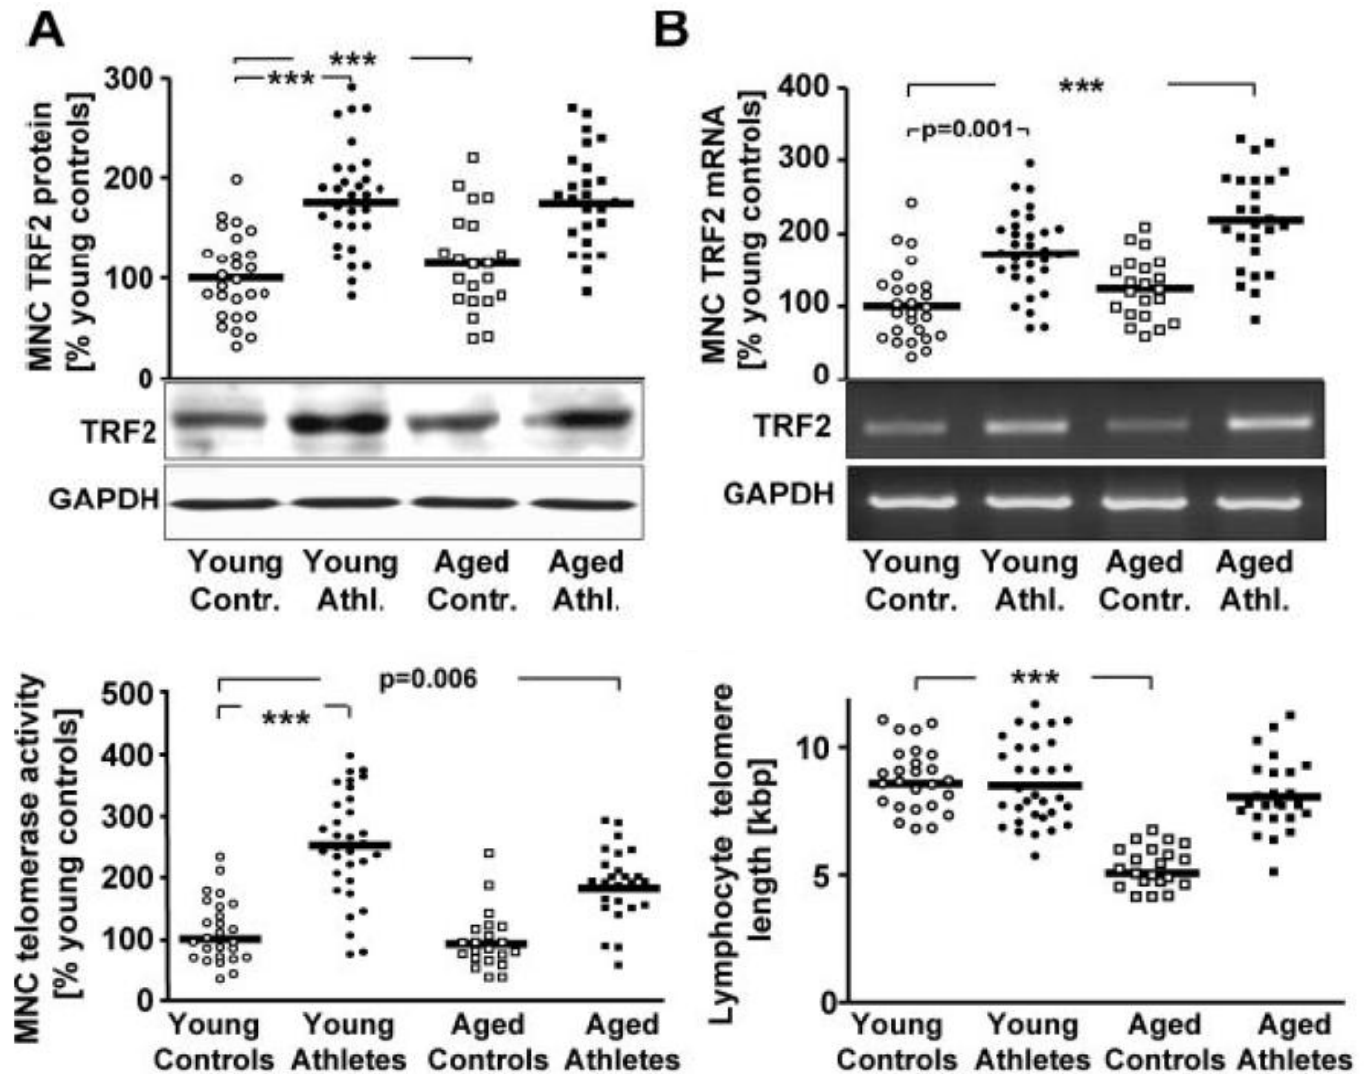 A
MNC TRF2 protein
[% young controls]
300
200
100
0
***
***
TRF2
GAPDH
Young
Contr.
Young
Athl.
Aged
Contr.
Aged
Athl.
B
MNC TRF2 mRNA
[% young controls]
400
300
200
100
0
***
p=0.001
TRF2
GAPDH
Young
Contr.
Young
Athl.
Aged
Contr.
Aged
Athl.
MNC telomerase activity
[% young controls]
500
400
300
200
100
0
p=0.006
***
Young
Controls
Young
Athletes
Aged
Controls
Aged
Athletes
Lymphocyte telomere
length [kbp]
10
5
0
***
Young
Controls
Young
Athletes
Aged
Controls
Aged
Athletes